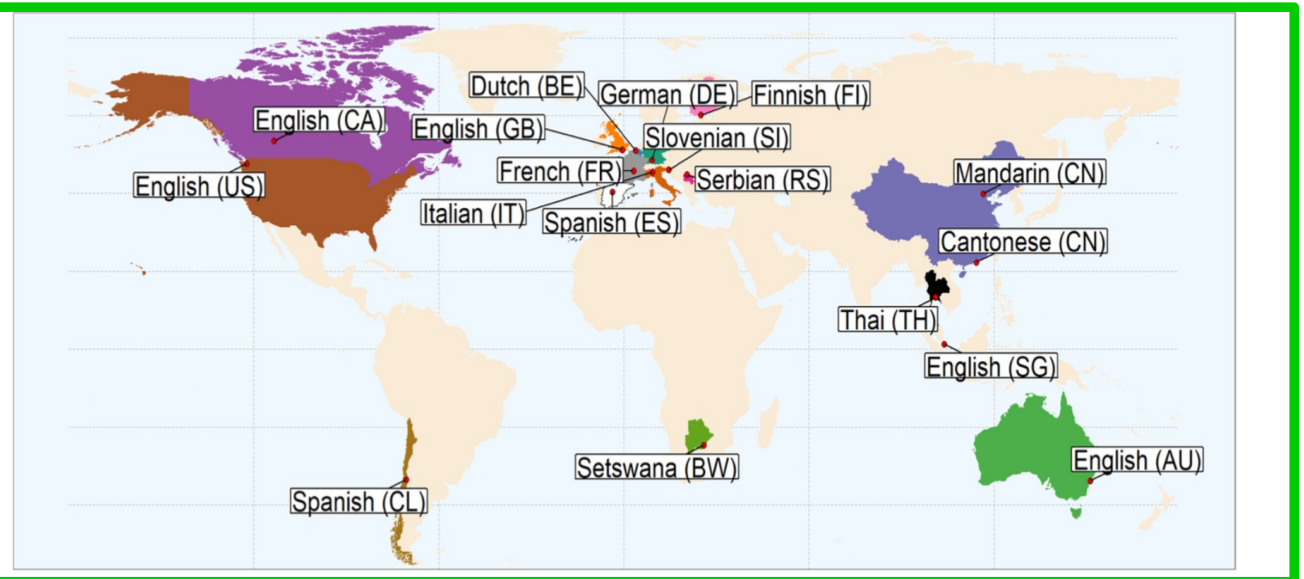 Dutch (BE)
German (DE)
Finnish (FI)
English (CA)
English (GB)
Slovenian (SI)
French (FR)
Mandarin (CN)
English (US)
Serbian (RS)
Italian (IT)
Spanish (ES)
Cantonese (CN)
Thai (TH)
English (SG)
English (AU)
Setswana (BW)
Spanish (CL)